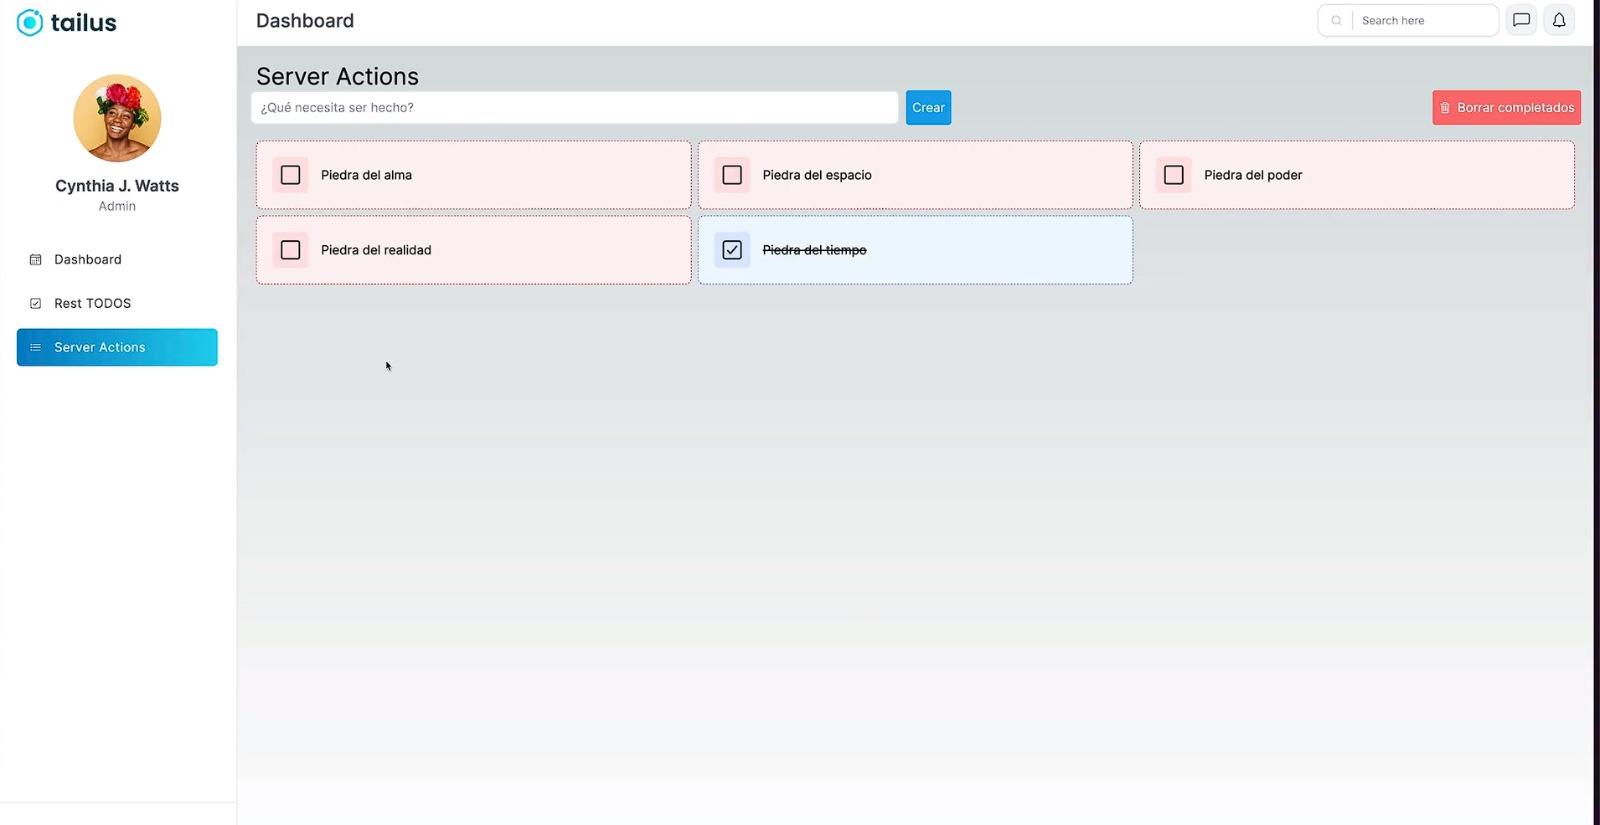 tailus
Dashboard
Search here
Cynthia J. Watts
Admin
Dashboard
Rest TODOS
Server Actions
Server Actions
¿Qué necesita ser hecho?
Crear
Borrar completados
Piedra del alma
Piedra del espacio
Piedra del poder
Piedra del realidad
Piedra del tiempo